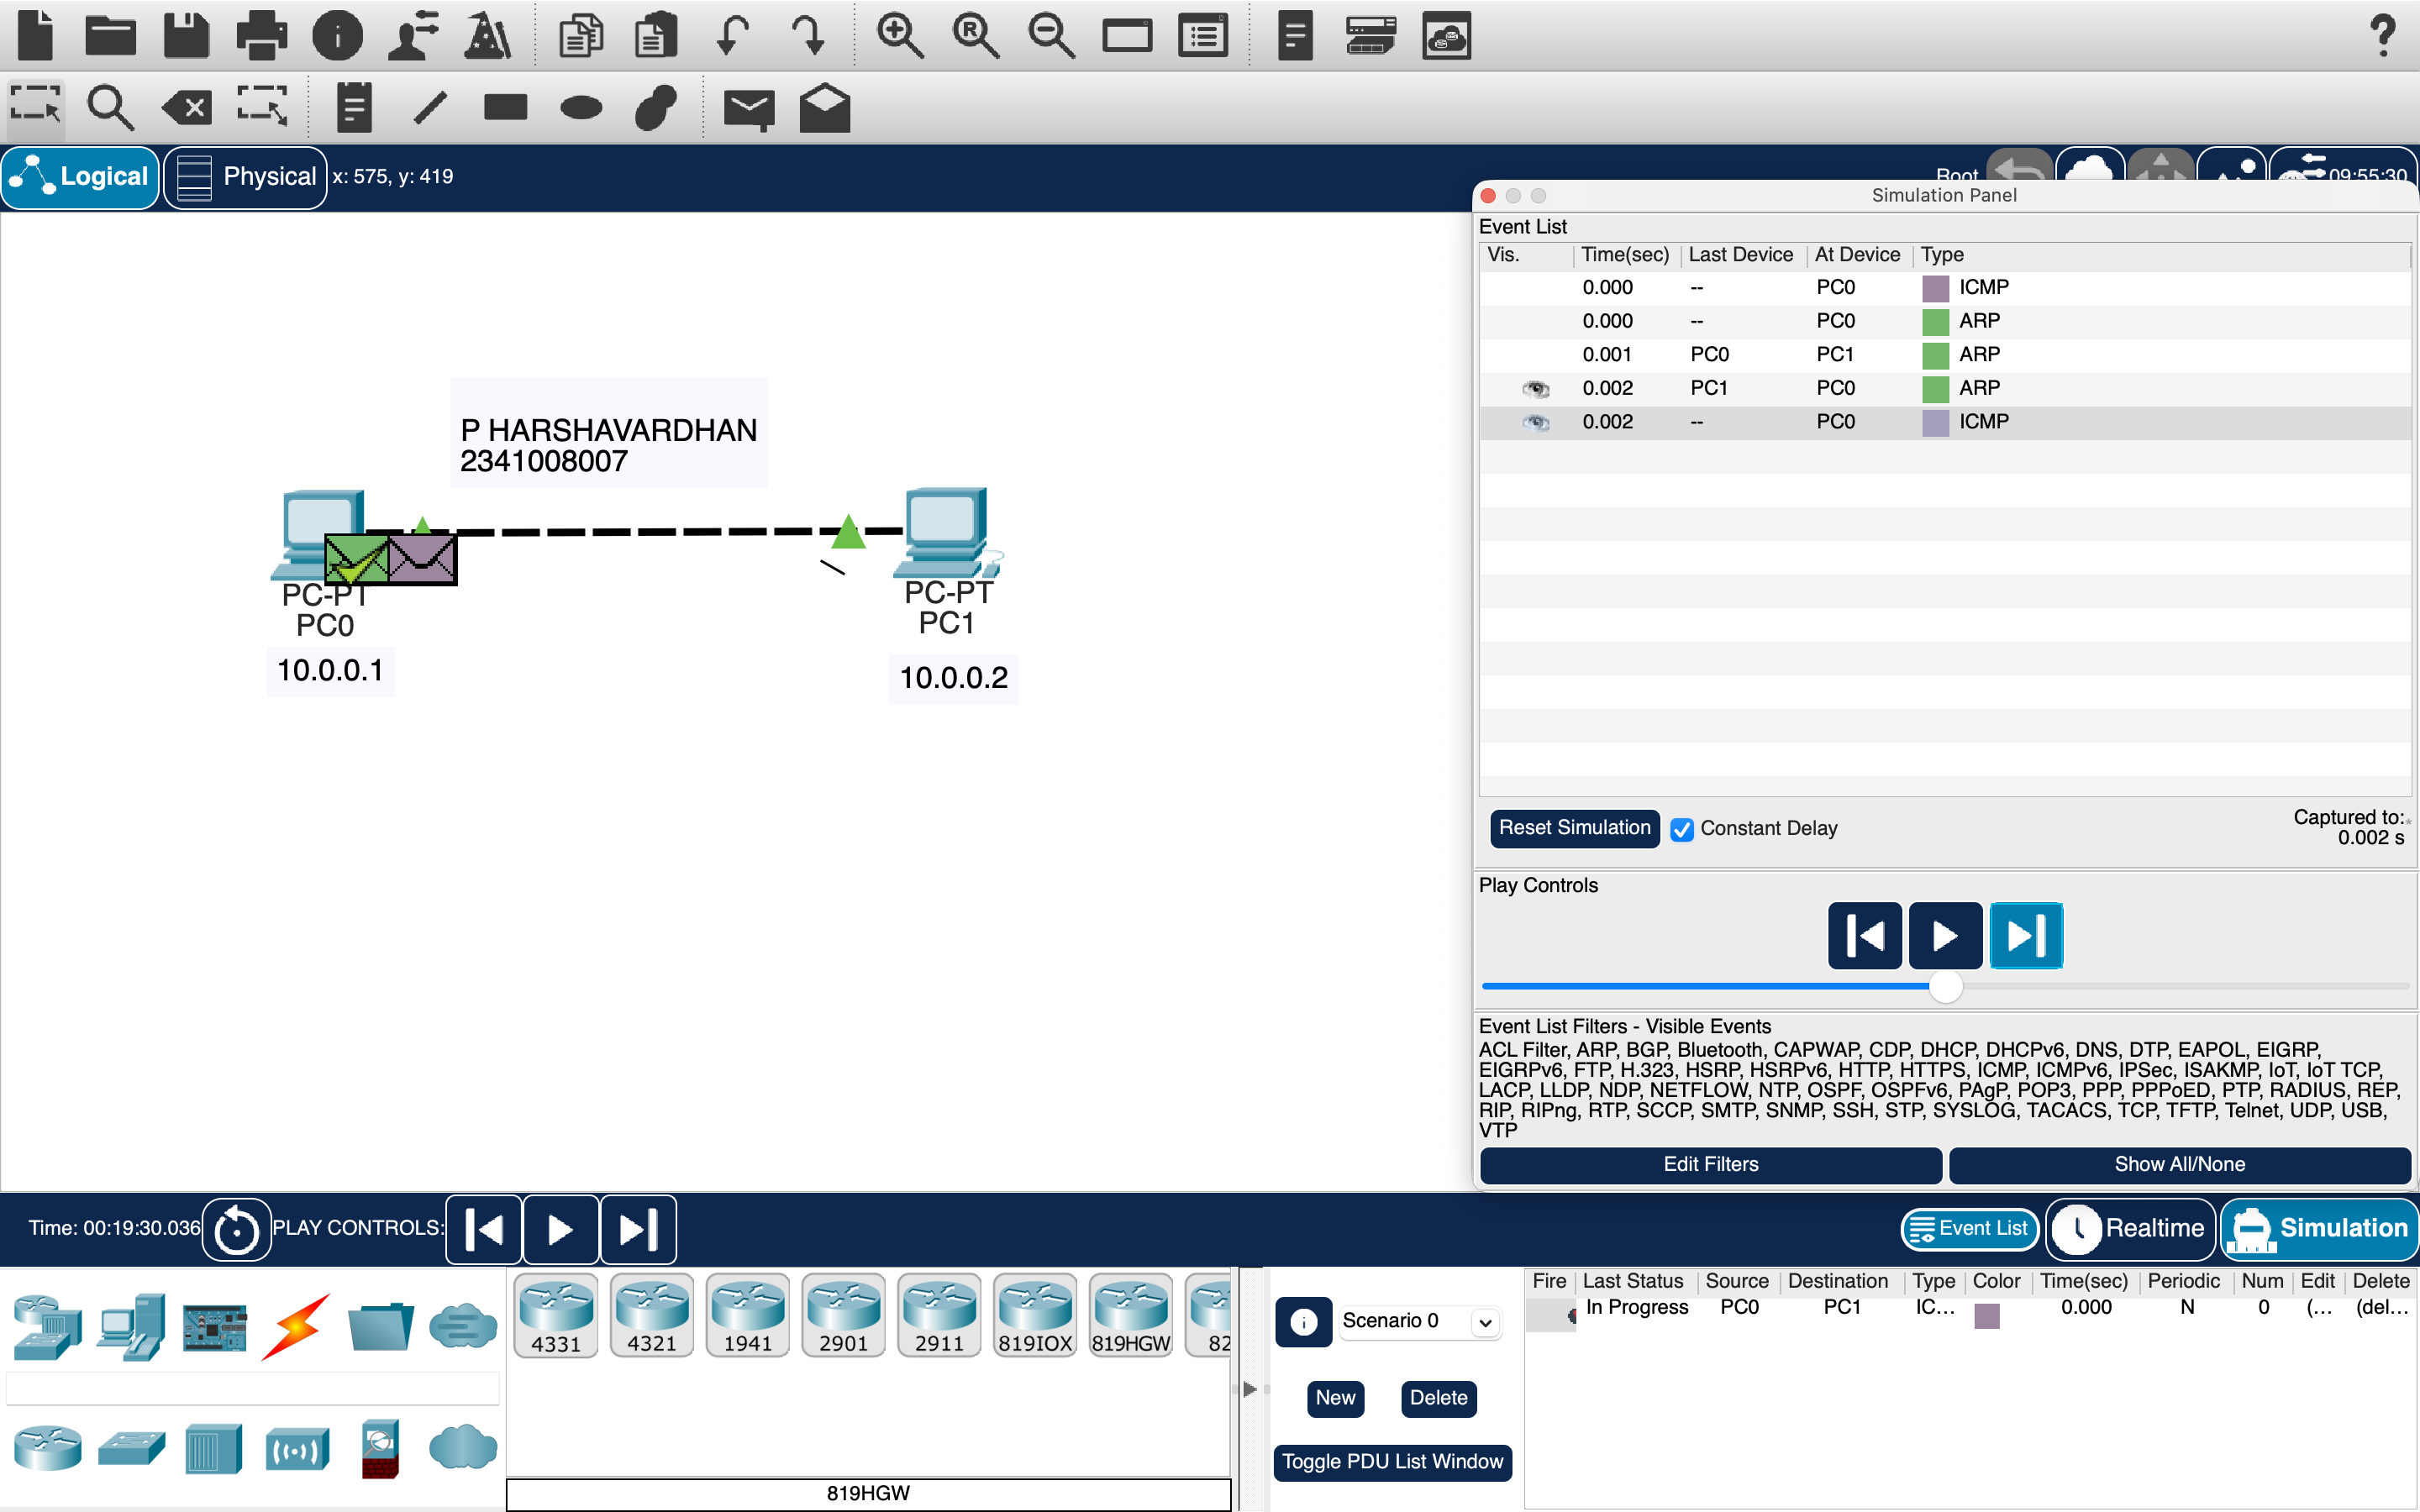 Logical
Physical
x: 575, y: 419
Root
09:55:30
Simulation Panel
Event List
Vis. Time(sec) Last Device At Device Type
0.000 -- PC0 ICMP
0.000 -- PC0 ARP
0.001 PC0 PC1 ARP
0.002 PC1 PC0 ARP
0.002 -- PC0 ICMP
P HARSHAVARDHAN
2341008007
PC-PT
PC0
10.0.0.1
PC-PT
PC1
10.0.0.2
Reset Simulation
Constant Delay
Captured to:*
0.002 s
Play Controls
Event List Filters - Visible Events
ACL Filter, ARP, BGP, Bluetooth, CAPWAP, CDP, DHCP, DHCPv6, DNS, DTP, EAPOL, EIGRP,
EIGRPv6, FTP, H.323, HSRP, HSRPv6, HTTP, HTTPS, ICMP, ICMPv6, IPSec, ISAKMP, IoT, IoT TCP,
LACP, LLDP, NDP, NETFLOW, NTP, OSPF, OSPFv6, PAgP, POP3, PPP, PPPoED, PTP, RADIUS, REP,
RIP, RIPng, RTP, SCCP, SMTP, SNMP, SSH, STP, SYSLOG, TACACS, TCP, TFTP, Telnet, UDP, USB,
VTP
Edit Filters
Show All/None
Time: 00:19:30.036
PLAY CONTROLS:
Event List
Realtime
Simulation
4331
4321
1941
2901
2911
819IOX
819HGW
82
819HGW
Scenario 0
New
Delete
Toggle PDU List Window
Fire Last Status Source Destination Type Color Time(sec) Periodic Num Edit Delete
In Progress PC0 PC1 IC... 0.000 N 0 (... (del...